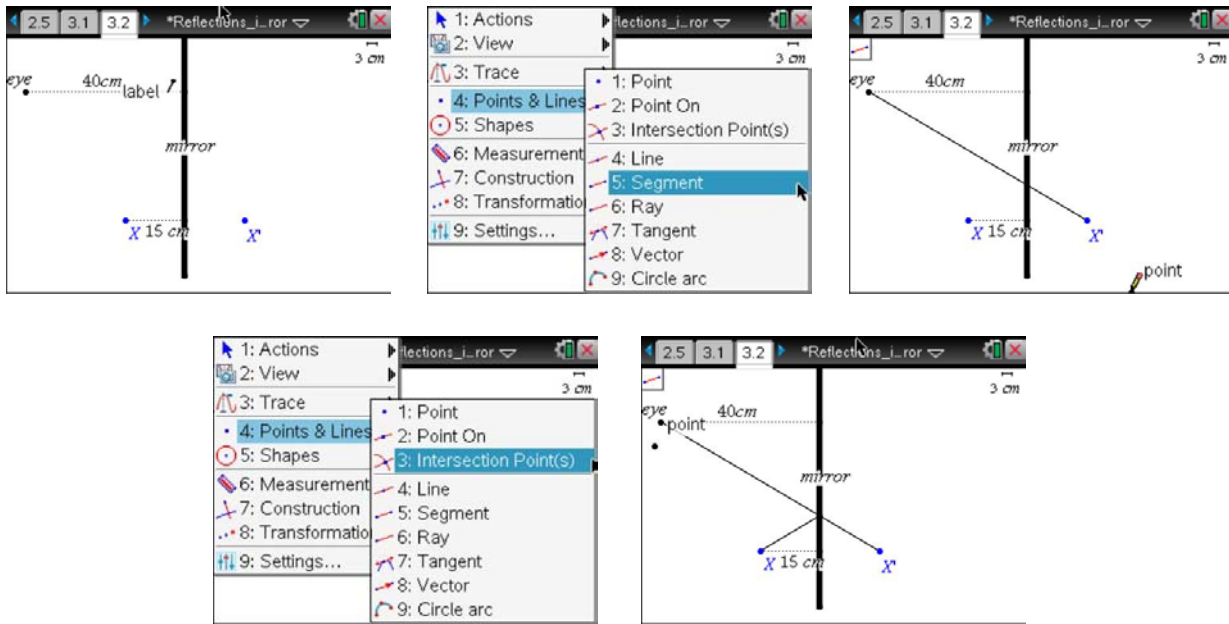 2.5 3.1 3.2 *Reflections_i...ror
3 cm
eye 40cm label
mirror
X 15 cm X'
1: Actions
2: View
3: Trace
4: Points & Lines
5: Shapes
6: Measurement
7: Construction
8: Transformatio
9: Settings...
flections_i...ror
3 cm
1: Point
2: Point On
3: Intersection Point(s)
4: Line
5: Segment
6: Ray
7: Tangent
8: Vector
9: Circle arc
2.5 3.1 3.2 *Reflections_i...ror
3 cm
eye 40cm
mirror
X 15 cm X'
point
1: Actions
2: View
3: Trace
4: Points & Lines
5: Shapes
6: Measurement
7: Construction
8: Transformatio
9: Settings...
flections_i...ror
3 cm
1: Point
2: Point On
3: Intersection Point(s)
4: Line
5: Segment
6: Ray
7: Tangent
8: Vector
9: Circle arc
2.5 3.1 3.2 *Reflections_i...ror
3 cm
eye 40cm
point
mirror
X 15 cm X'